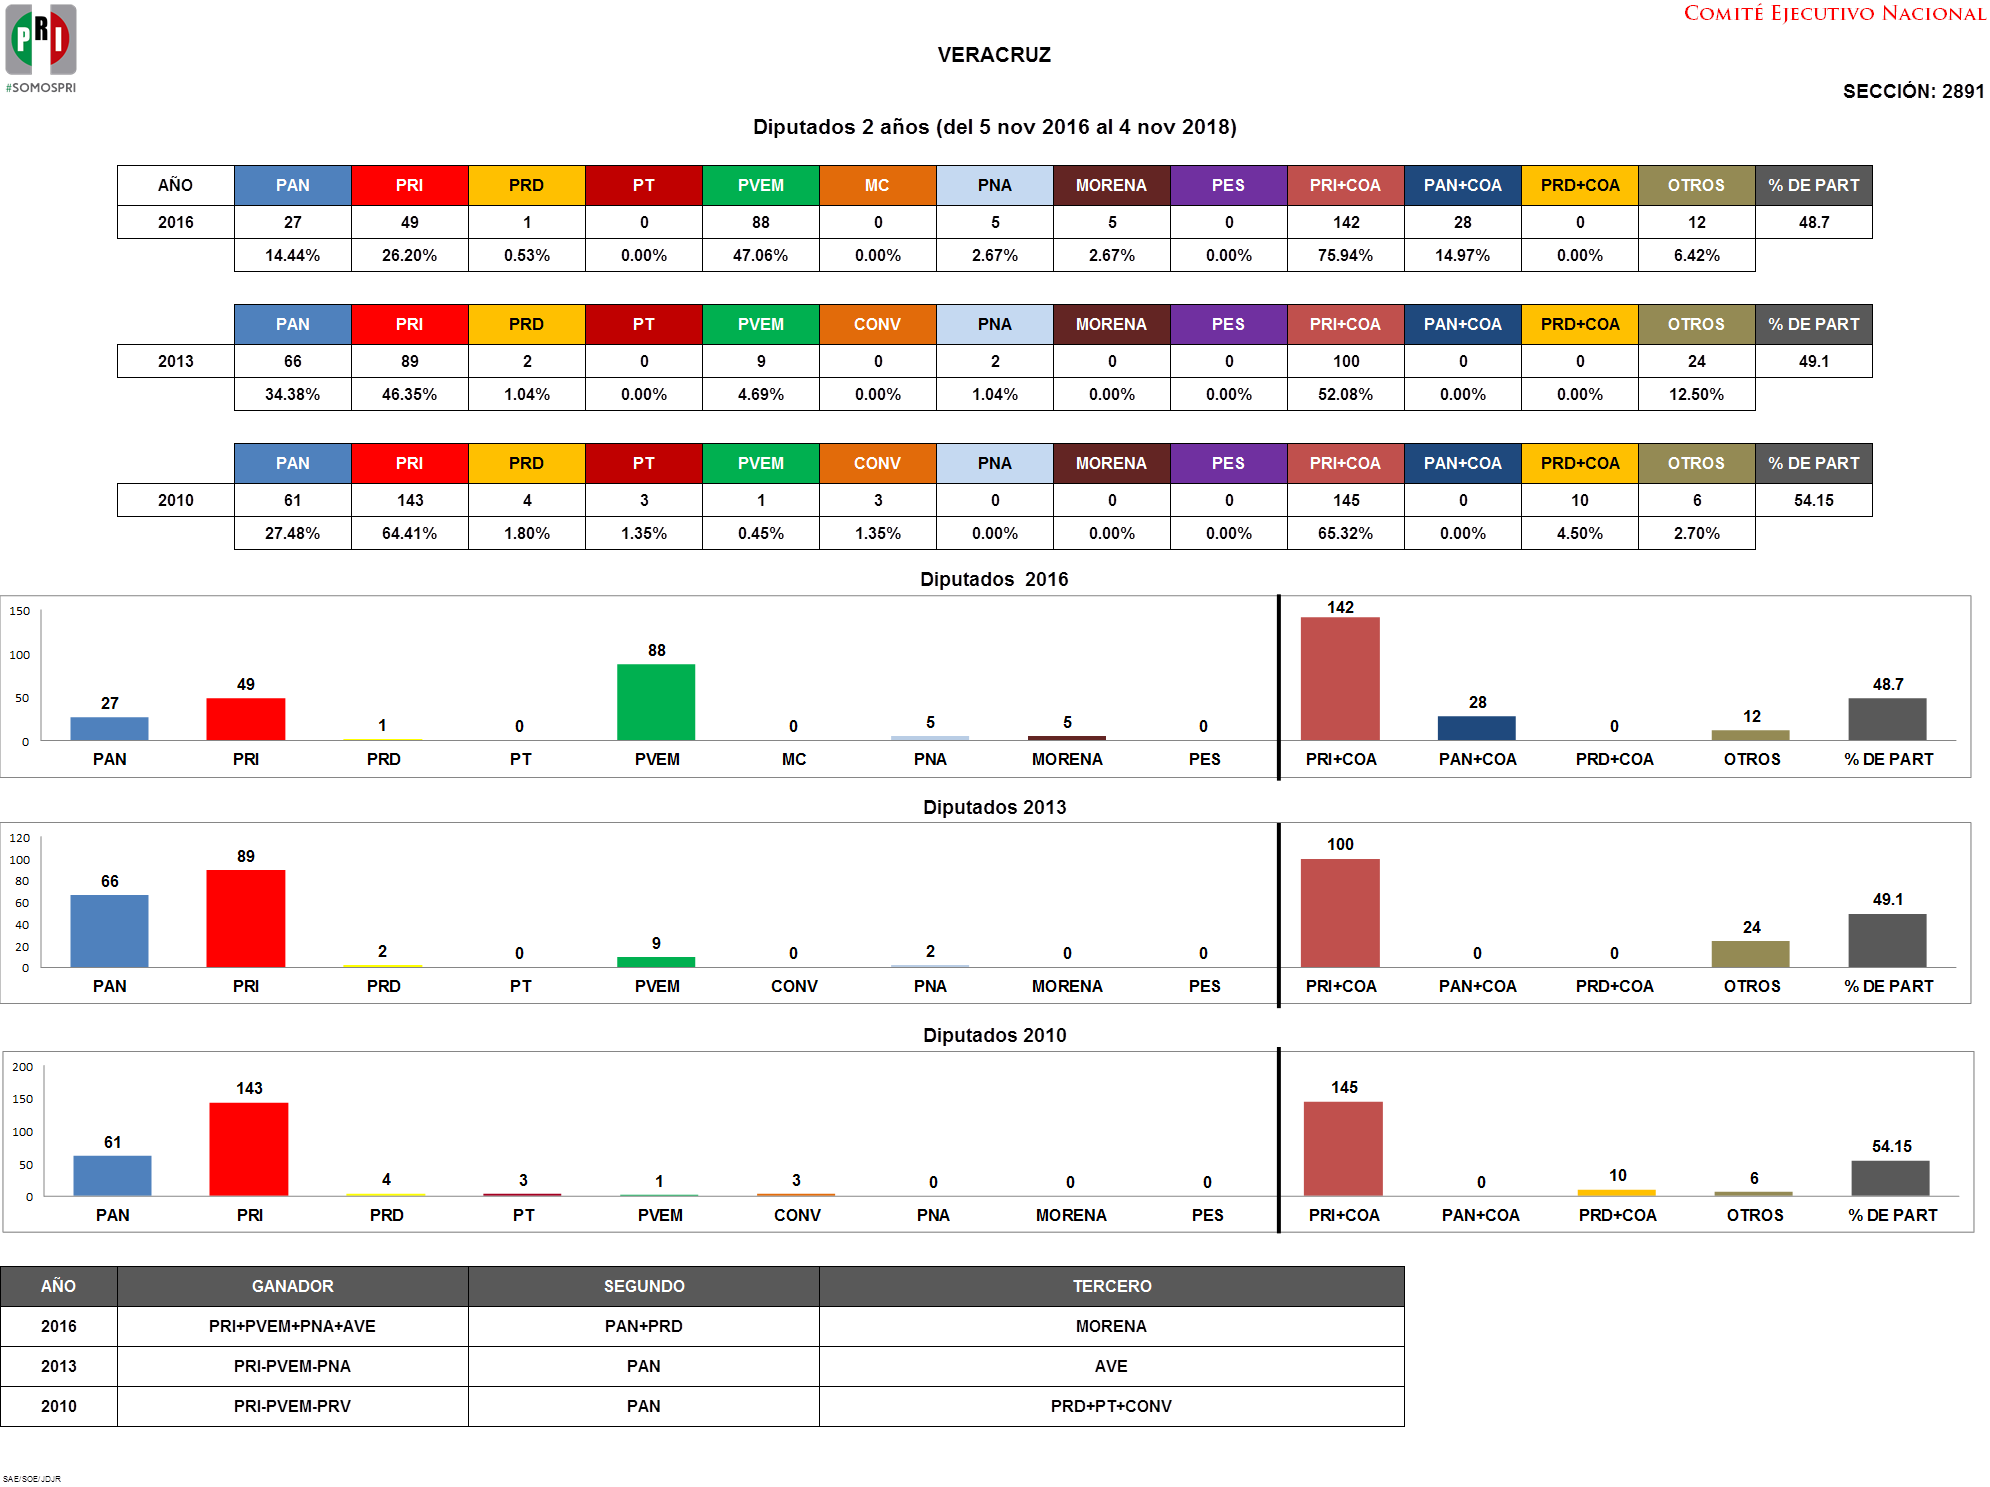 PRI
#SOMOSPRI
COMITÉ EJECUTIVO NACIONAL
VERACRUZ
SECCIÓN: 2891
Diputados 2 años (del 5 nov 2016 al 4 nov 2018)
AÑO PAN PRI PRD PT PVEM MC PNA MORENA PES PRI+COA PAN+COA PRD+COA OTROS % DE PART
2016 27 49 1 0 88 0 5 5 0 142 28 0 12 48.7
14.44% 26.20% 0.53% 0.00% 47.06% 0.00% 2.67% 2.67% 0.00% 75.94% 14.97% 0.00% 6.42%
PAN PRI PRD PT PVEM CONV PNA MORENA PES PRI+COA PAN+COA PRD+COA OTROS % DE PART
2013 66 89 2 0 9 0 2 0 0 100 0 0 24 49.1
34.38% 46.35% 1.04% 0.00% 4.69% 0.00% 1.04% 0.00% 0.00% 52.08% 0.00% 0.00% 12.50%
PAN PRI PRD PT PVEM CONV PNA MORENA PES PRI+COA PAN+COA PRD+COA OTROS % DE PART
2010 61 143 4 3 1 3 0 0 0 145 0 10 6 54.15
27.48% 64.41% 1.80% 1.35% 0.45% 1.35% 0.00% 0.00% 0.00% 65.32% 0.00% 4.50% 2.70%
Diputados 2016
150
100
50
0
27 49 1 0 88 0 5 5 0 142 28 0 12 48.7
PAN PRI PRD PT PVEM MC PNA MORENA PES PRI+COA PAN+COA PRD+COA OTROS % DE PART
Diputados 2013
120
100
80
60
40
20
0
66 89 2 0 9 0 2 0 0 100 0 0 24 49.1
PAN PRI PRD PT PVEM CONV PNA MORENA PES PRI+COA PAN+COA PRD+COA OTROS % DE PART
Diputados 2010
200
150
100
50
0
61 143 4 3 1 3 0 0 0 145 0 10 6 54.15
PAN PRI PRD PT PVEM CONV PNA MORENA PES PRI+COA PAN+COA PRD+COA OTROS % DE PART
AÑO GANADOR SEGUNDO TERCERO
2016 PRI+PVEM+PNA+AVE PAN+PRD MORENA
2013 PRI-PVEM-PNA PAN AVE
2010 PRI-PVEM-PRV PAN PRD+PT+CONV
SAE/SOE/JDJR